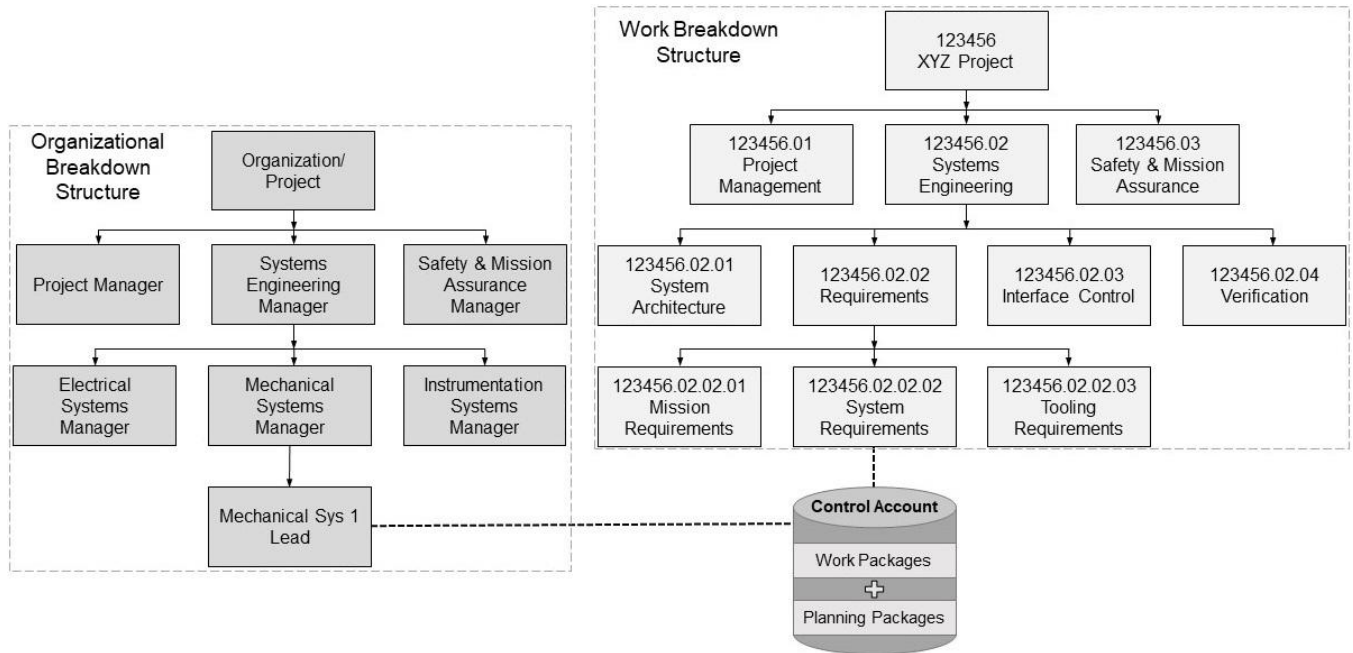 Work Breakdown
Structure
123456
XYZ Project
123456.01
Project
Management
123456.02
Systems
Engineering
123456.03
Safety & Mission
Assurance
123456.02.01
System
Architecture
123456.02.02
Requirements
123456.02.03
Interface Control
123456.02.04
Verification
123456.02.02.01
Mission
Requirements
123456.02.02.02
System
Requirements
123456.02.02.03
Tooling
Requirements
Organizational
Breakdown
Structure
Organization/
Project
Project Manager
Systems
Engineering
Manager
Safety & Mission
Assurance
Manager
Electrical
Systems
Manager
Mechanical
Systems
Manager
Instrumentation
Systems
Manager
Mechanical Sys 1
Lead
Control Account
Work Packages
Planning Packages